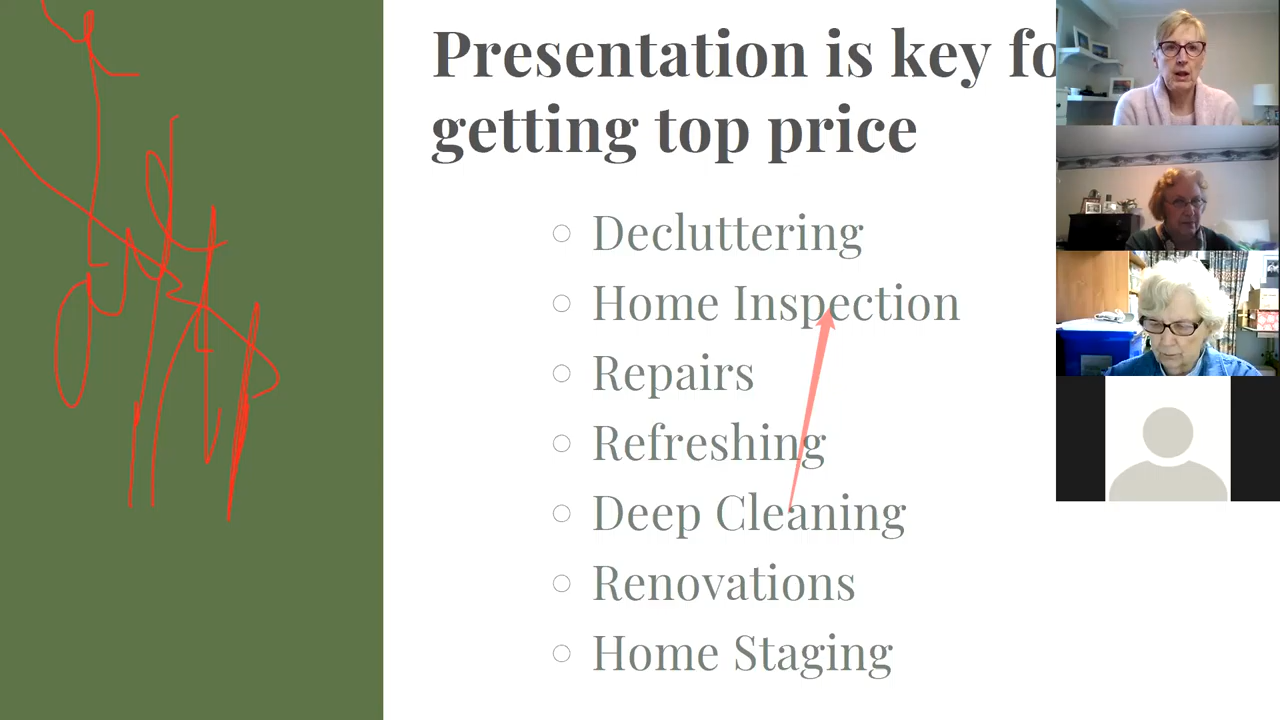 Presentation is key fo
getting top price
Decluttering
Home Inspection
Repairs
Refreshing
Deep Cleaning
Renovations
Home Staging